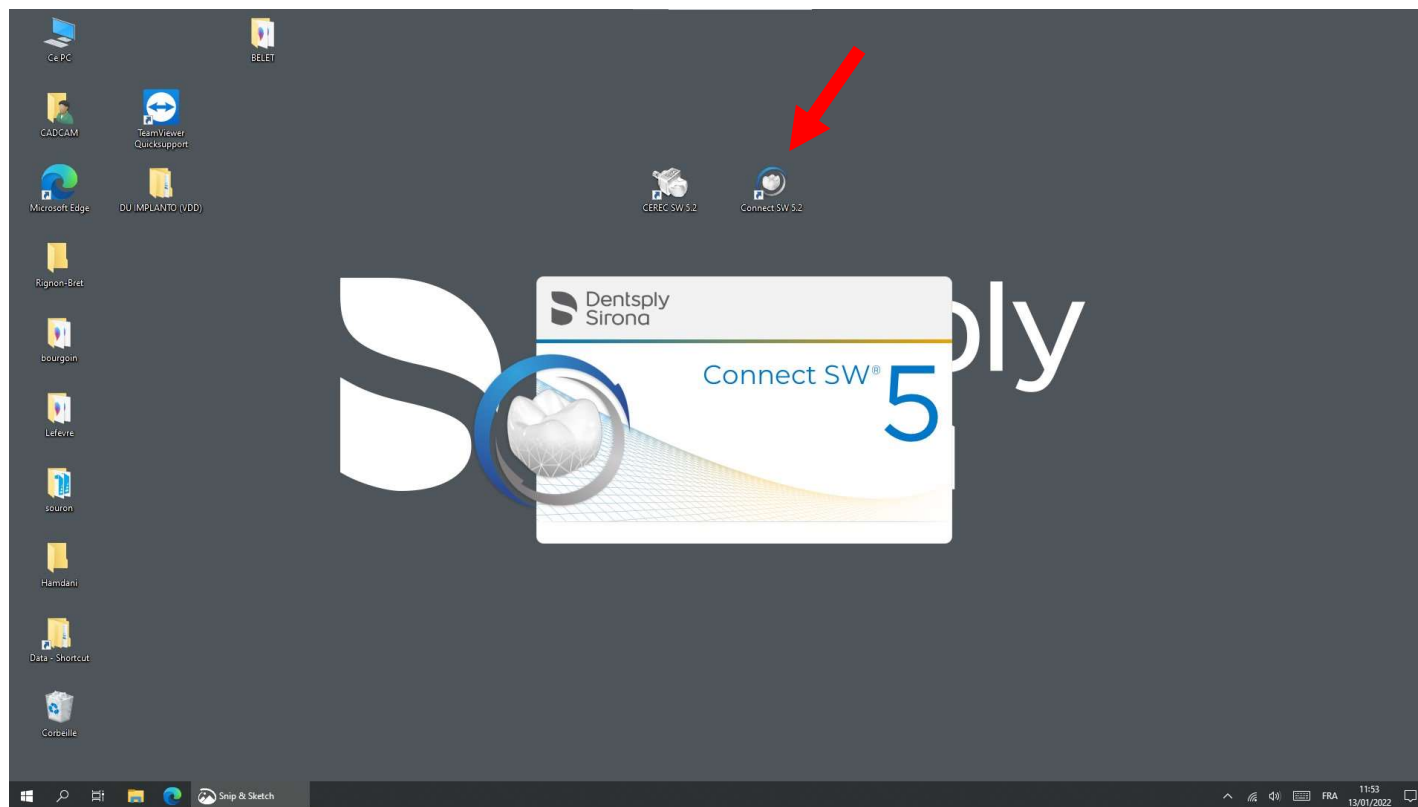 Ce PC
BELET
CADCAM
TeamViewer
Quicksupport
Microsoft Edge
DU IMPLANTO (VDD)
CEREC SW 5.2
Connect SW 5.2
Rignon-Bret
bourgoin
Lefevre
souron
Hamdani
Data - Shortcut
Corbeille
Dentsply
Sirona
Connect SW®
5
ply
Snip & Sketch
FRA
11:53
13/01/2022